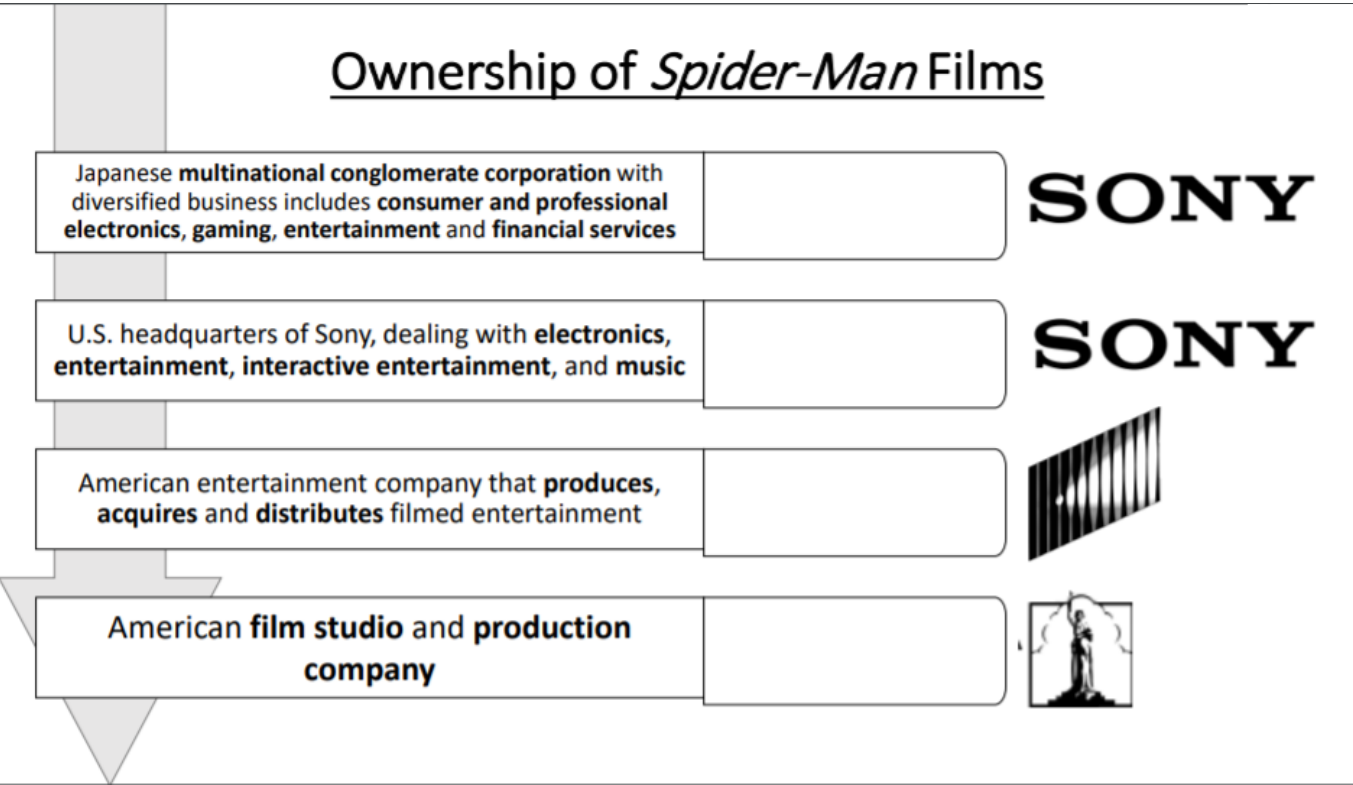 Ownership of Spider-Man Films
Japanese multinational conglomerate corporation with
diversified business includes consumer and professional
electronics, gaming, entertainment and financial services
SONY
U.S. headquarters of Sony, dealing with electronics,
entertainment, interactive entertainment, and music
SONY
American entertainment company that produces,
acquires and distributes filmed entertainment
American film studio and production
company